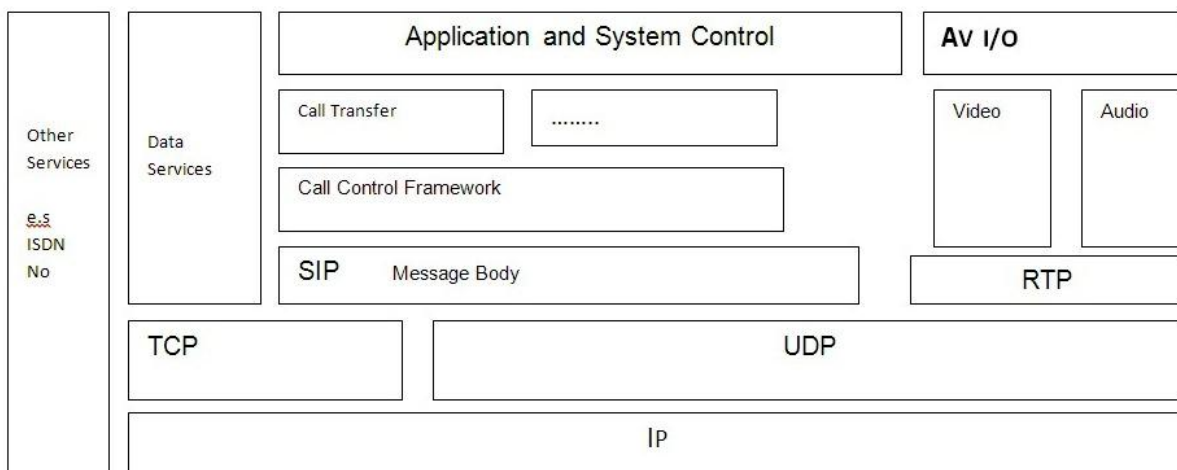 Other
Services
e.s
ISDN
No
Data
Services
Application and System Control
AV I/O
Call Transfer
........
Video
Audio
Call Control Framework
SIP Message Body
RTP
TCP
UDP
IP